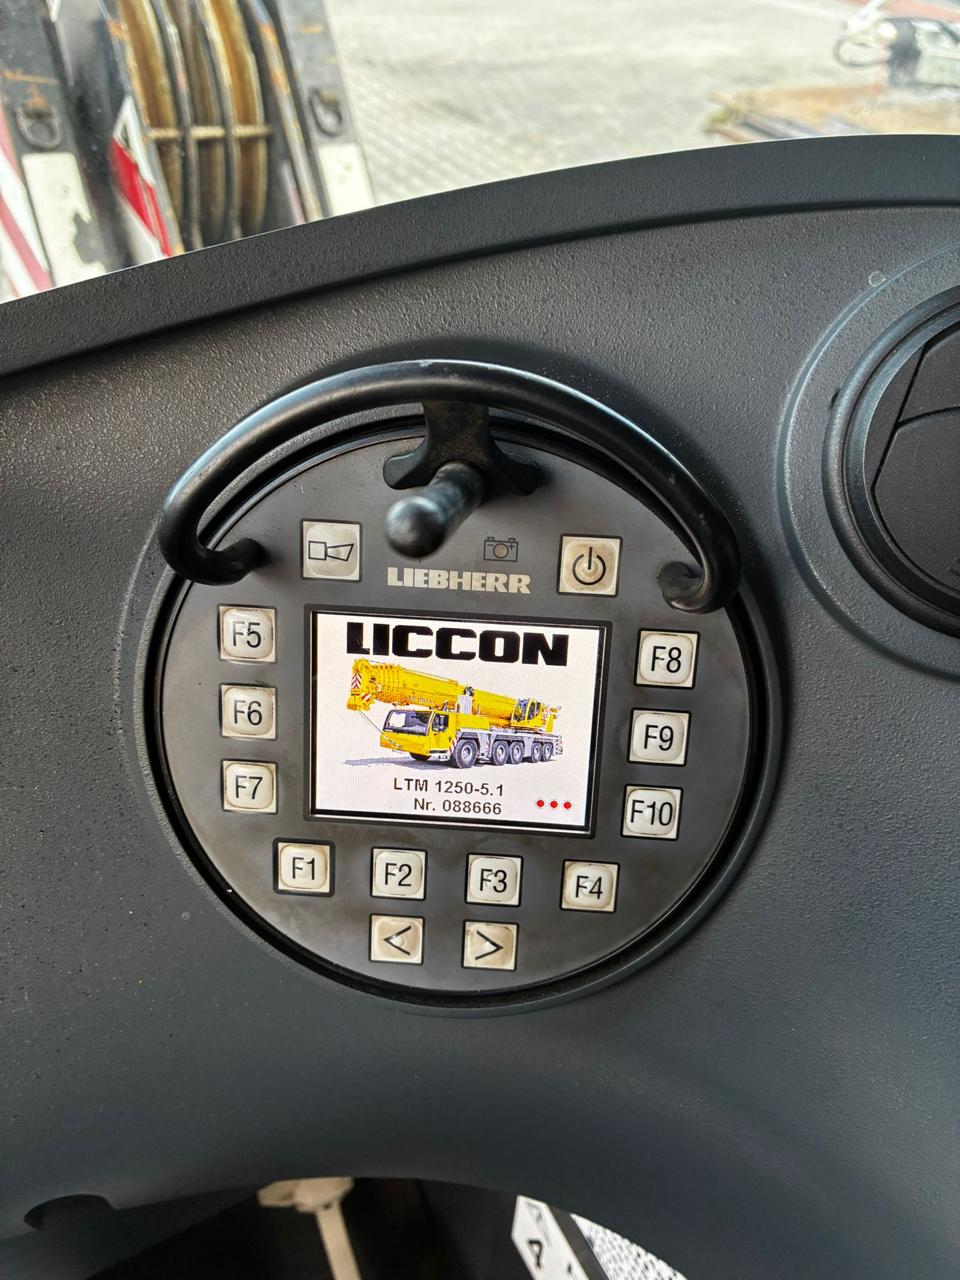 LIEBHERR
F5
LICCON
F8
F6
F9
F7
LTM 1250-5.1
Nr. 088666
F10
F1
F2
F3
F4
<
>